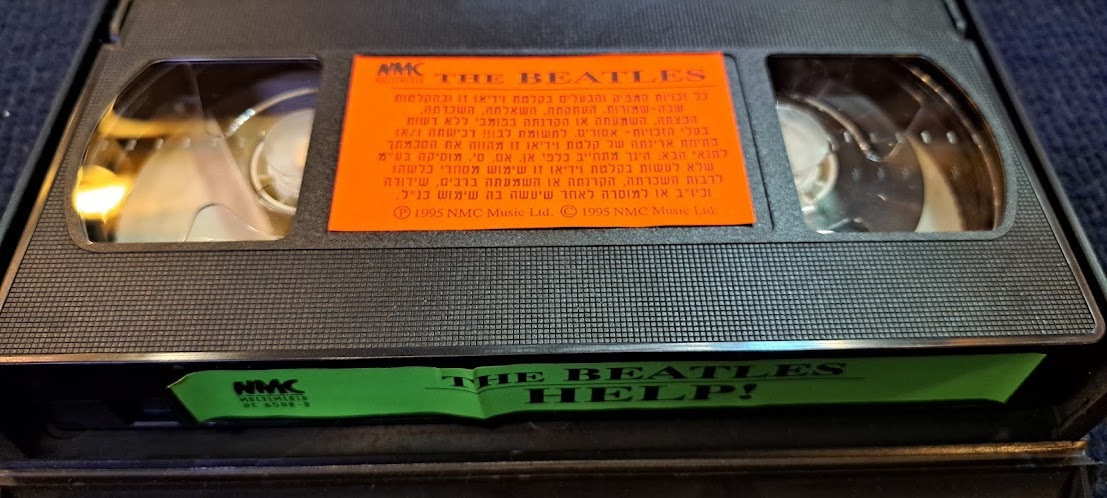 NMC
MULTIMEDIA
THE BEATLES
כל זכויות המפיק והבעלים בקלטת וידיאו זו ובהקלטות
שבה-שמורות. העתקתה, השאלתה, השכרתה,
הפצתה, השמעתה או הקרנתה בפומבי ללא רשות
בעלי הזכויות- אסורים. לתשומת לבו!!! רכישתה ו/או
פתיחת אריזתה של קלטת וידיאו זו מהווה את הסכמתך
לתנאי הבא: הינך מתחייב כלפי אן. אם. סי. מוסיקה בע"מ
שלא לעשות בקלטת וידיאו זו שימוש מסחרי כלשהו
לרבות השכרתה, הקרנתה או השמעתה ברבים, שידורה
וכיו"ב או למוסרה לאחר שיעשה בה שימוש כנ"ל.
Ⓟ 1995 NMC Music Ltd. © 1995 NMC Music Ltd.
NMC
MULTIMEDIA
THE BEATLES
HELP!